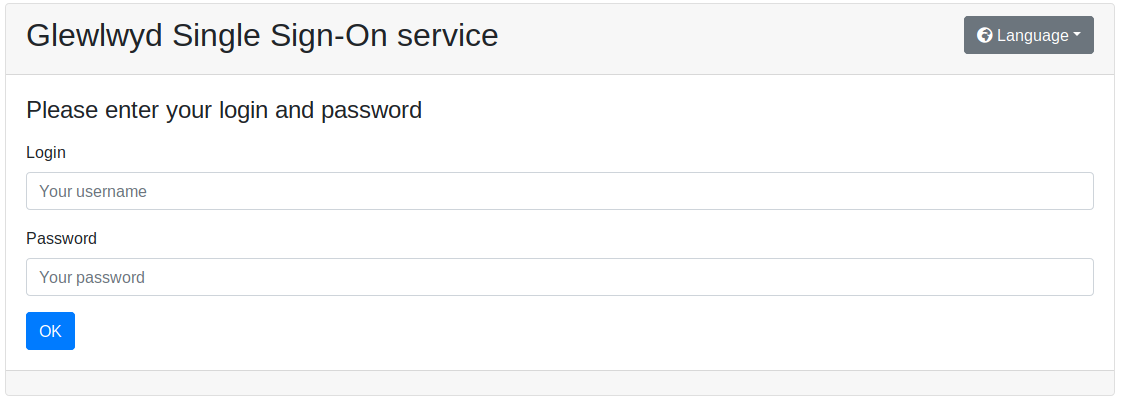 Glewlwyd Single Sign-On service
Language
Please enter your login and password
Login
Your username
Password
Your password
OK